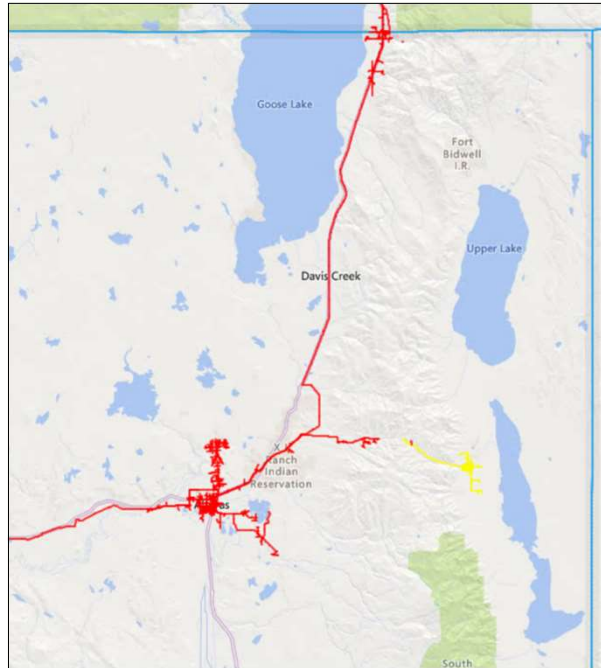 Goose Lake
Fort
Bidwell
I.R.
Upper Lake
Davis Creek
Ranch
Indian
Reservation
South